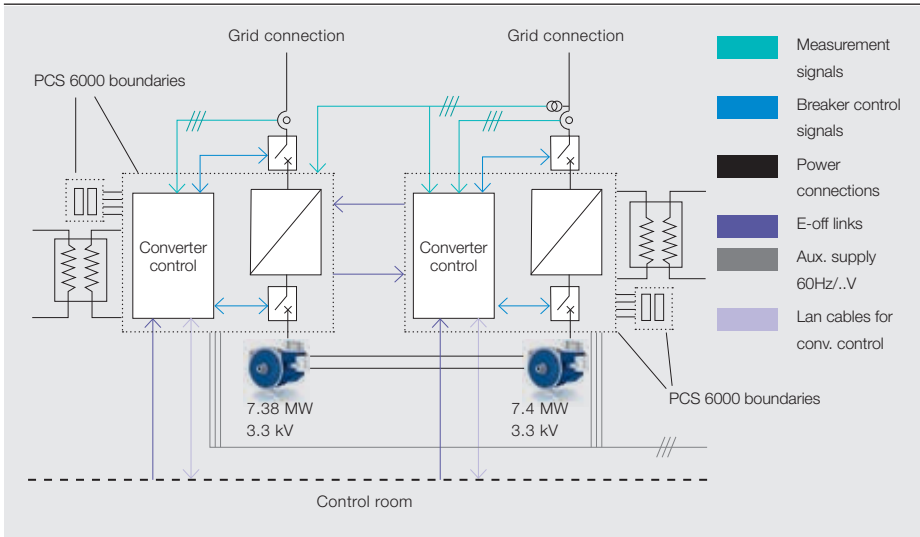 Grid connection
Grid connection
PCS 6000 boundaries
Measurement
signals
Breaker control
signals
Power
connections
E-off links
Aux. supply
60Hz/..V
Lan cables for
conv. control
Converter
control
Converter
control
7.38 MW
3.3 kV
7.4 MW
3.3 kV
PCS 6000 boundaries
Control room